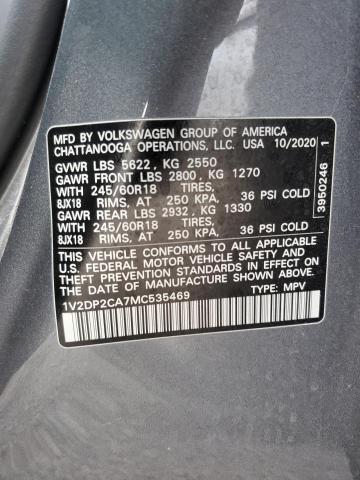 MFD BY VOLKSWAGEN GROUP OF AMERICA
CHATTANOOGA OPERATIONS, LLC. USA 10/2020
GVWR LBS 5622, KG 2550
GAWR FRONT LBS 2800, KG 1270
WITH 245/60R18 TIRES,
8JX18 RIMS, AT 250 KPA, 36 PSI COLD
GAWR REAR LBS 2932, KG 1330
WITH 245/60R18 TIRES,
8JX18 RIMS, AT 250 KPA, 36 PSI COLD
THIS VEHICLE CONFORMS TO ALL APPLICABLE
U.S. FEDERAL MOTOR VEHICLE SAFETY AND
THEFT PREVENTION STANDARDS IN EFFECT ON
THE DATE OF MANUFACTURE SHOWN ABOVE.
1V2DP2CA7MC535469 TYPE: MPV
3950246 1